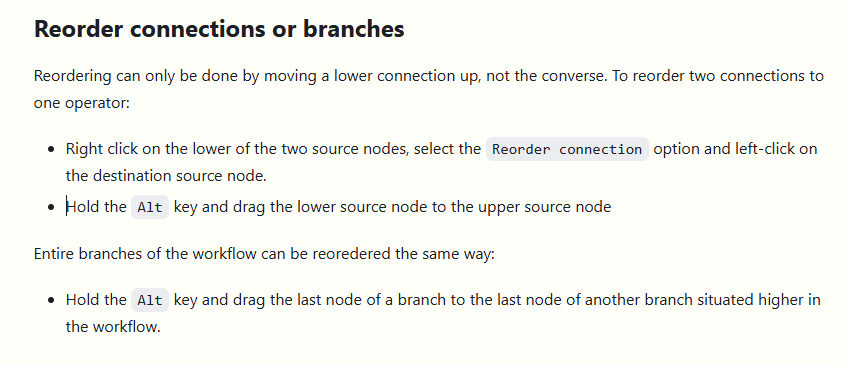 Reorder connections or branches
Reordering can only be done by moving a lower connection up, not the converse. To reorder two connections to
one operator:
• Right click on the lower of the two source nodes, select the Reorder connection option and left-click on
the destination source node.
• Hold the Alt key and drag the lower source node to the upper source node
Entire branches of the workflow can be reoredered the same way:
• Hold the Alt key and drag the last node of a branch to the last node of another branch situated higher in
the workflow.